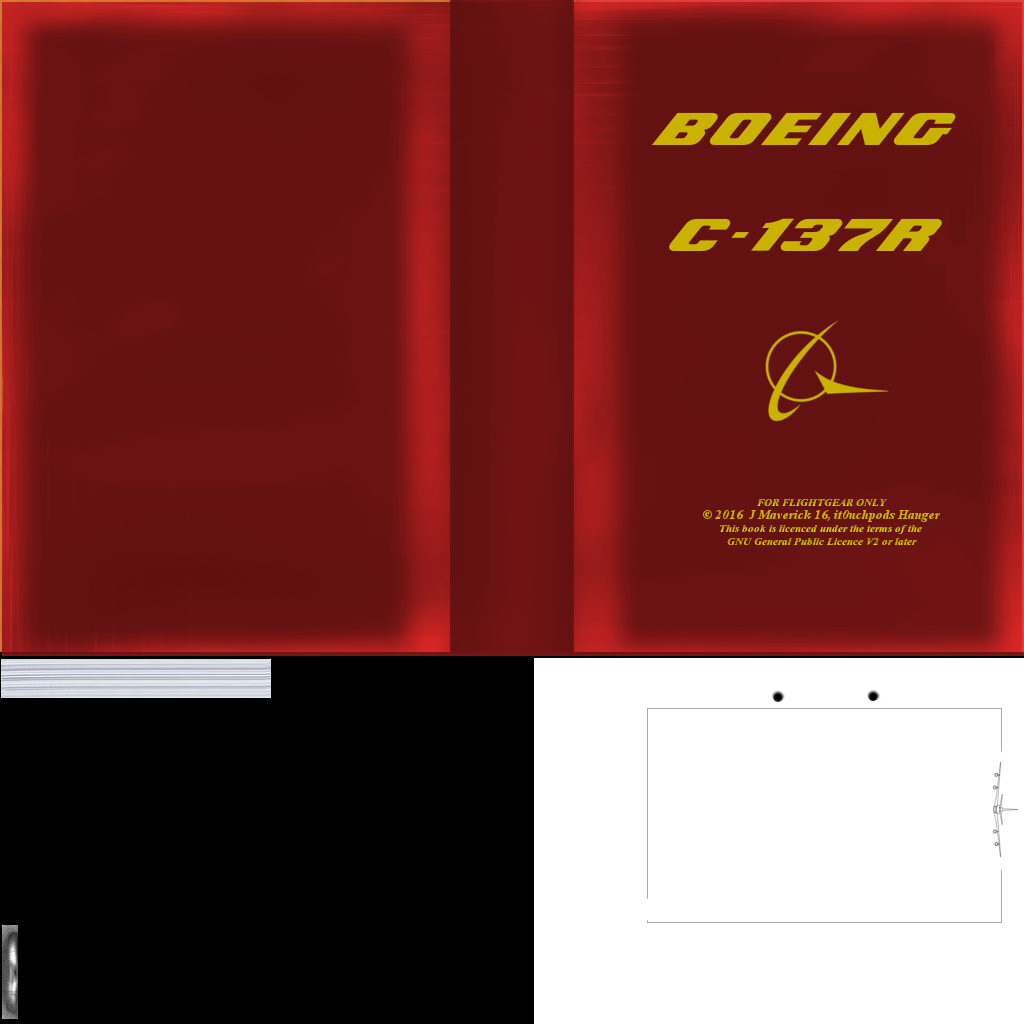 BOEING
C-137R
FOR FLIGHTGEAR ONLY
© 2016 J Maverick 16, it0uchpods Hauger
This book is licenced under the terms of the
GNU General Public Licence V2 or later